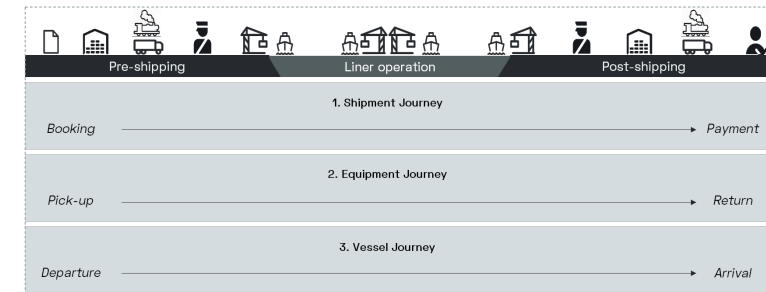 Pre-shipping Liner operation Post-shipping
1. Shipment Journey
Booking Payment
2. Equipment Journey
Pick-up Return
3. Vessel Journey
Departure Arrival